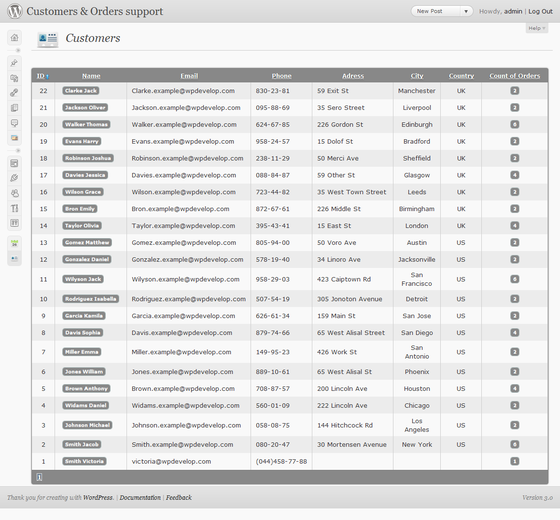 Customers & Orders support
New Post
Howdy, admin | Log Out
Help
Customers
ID Name Email Phone Adress City Country Count of Orders
22 Clarke Jack Clarke.example@wpdevelop.com 830-23-81 59 Exit St Manchester UK 2
21 Jackson Oliver Jackson.example@wpdevelop.com 095-88-69 35 Sero Street Liverpool UK 2
20 Walker Thomas Walker.example@wpdevelop.com 624-67-85 226 Gordon St Edinburgh UK 6
19 Evans Harry Evans.example@wpdevelop.com 958-24-57 15 Dolof St Bradford UK
18 Robinson Joshua Robinson.example@wpdevelop.com 238-11-29 50 Merci Ave Sheffield UK 2
17 Davies Jessica Davies.example@wpdevelop.com 088-84-87 59 Other St Glasgow UK 4
16 Wilson Grace Wilson.example@wpdevelop.com 723-44-82 35 West Town Street Leeds UK 2
15 Bron Emily Bron.example@wpdevelop.com 872-67-61 226 Middle St Birmingham UK 2
14 Taylor Olivia Taylor.example@wpdevelop.com 395-43-41 15 East St London UK 4
13 Gomez Matthew Gomez.example@wpdevelop.com 805-94-00 50 Voro Ave Austin US 2
12 Gonzalez Daniel Gonzalez.example@wpdevelop.com 578-19-40 34 Linoro Ave Jacksonville US
11 Wilyson Jack Wilyson.example@wpdevelop.com 958-29-03 423 Caiptown Rd San Francisco US 6
10 Rodriguez Isabella Rodriguez.example@wpdevelop.com 507-54-19 305 Jonoton Avenue Detroit US
9 Garcia Kamila Garcia.example@wpdevelop.com 626-61-34 159 Main St San Jose US 2
8 Davis Sophia Davis.example@wpdevelop.com 879-74-66 65 West Alisal Street San Diego US 4
7 Miller Emma Miller.example@wpdevelop.com 149-95-23 426 Work St San Antonio US 2
6 Jones William Jones.example@wpdevelop.com 889-10-61 65 West Alisal St Phoenix US 2
5 Brown Anthony Brown.example@wpdevelop.com 708-87-57 200 Lincoln Ave Houston US 4
4 Widams Daniel Widams.example@wpdevelop.com 560-01-09 222 Lincoln Ave Chicago US
3 Johnson Michael Johnson.example@wpdevelop.com 058-08-75 144 Hitchcock Rd Los Angeles US 2
2 Smith Jacob Smith.example@wpdevelop.com 080-20-47 30 Mortensen Avenue New York US 6
1 Smith Victoria victoria@wpdevelop.com (044)458-77-88 1
1
Thank you for creating with WordPress. | Documentation | Feedback
Version 3.0